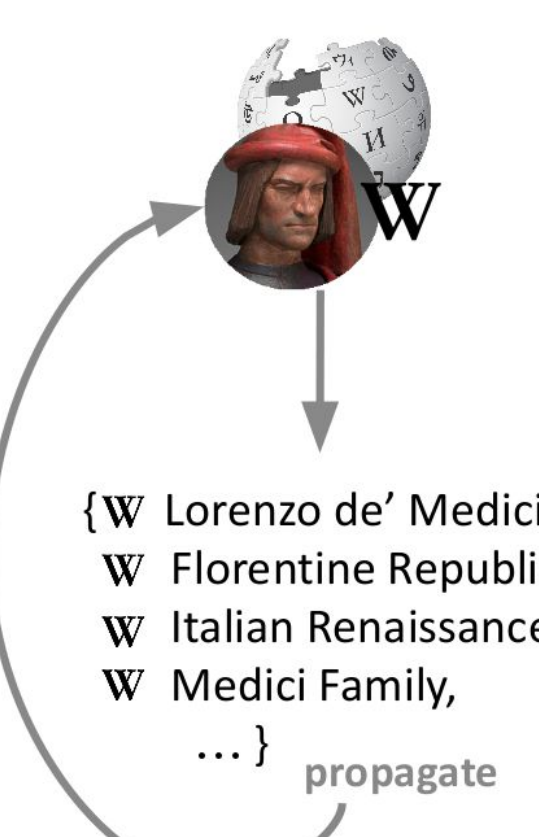 W
И
W
{W Lorenzo de’ Medici
W Florentine Republi
W Italian Renaissance
W Medici Family,
... }
propagate